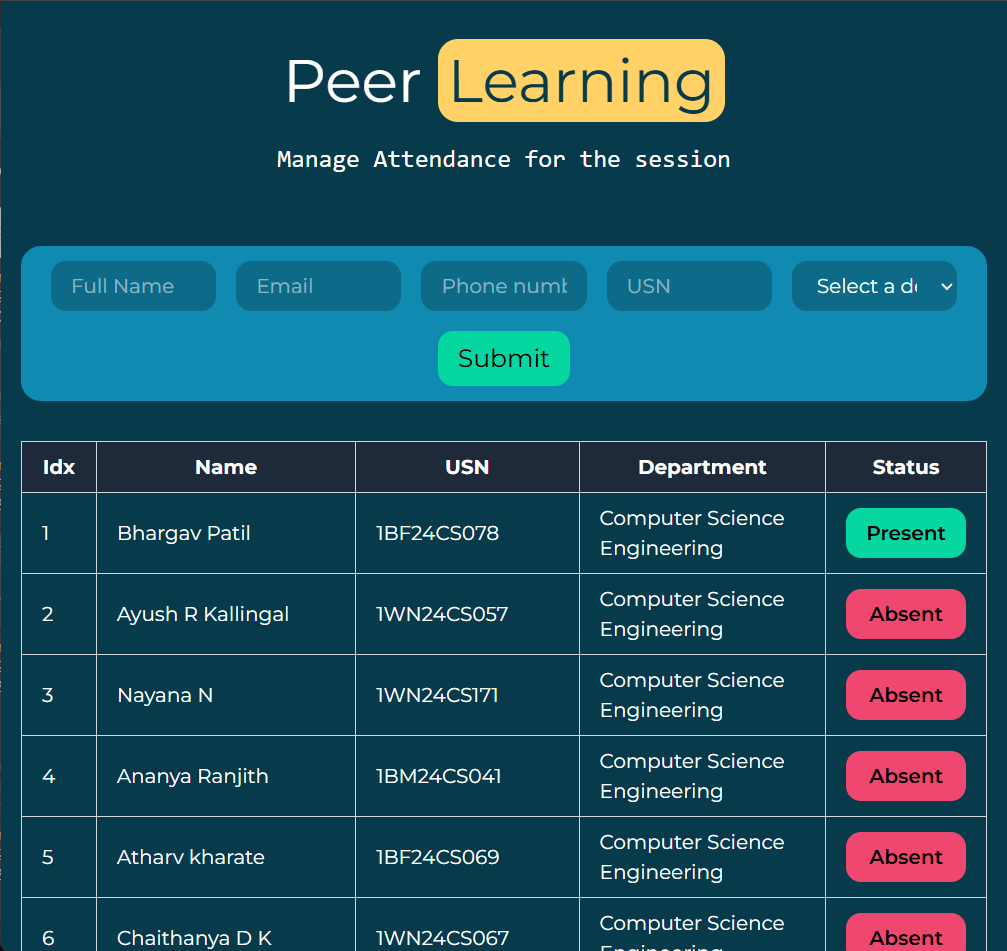 Peer Learning
Manage Attendance for the session
Full Name Email Phone numb USN Select a de
Submit
Idx Name USN Department Status
1 Bhargav Patil 1BF24CS078 Computer Science Engineering Present
2 Ayush R Kallingal 1WN24CS057 Computer Science Engineering Absent
3 Nayana N 1WN24CS171 Computer Science Engineering Absent
4 Ananya Ranjith 1BM24CS041 Computer Science Engineering Absent
5 Atharv kharate 1BF24CS069 Computer Science Engineering Absent
6 Chaithanya D K 1WN24CS067 Computer Science Engineering Absent